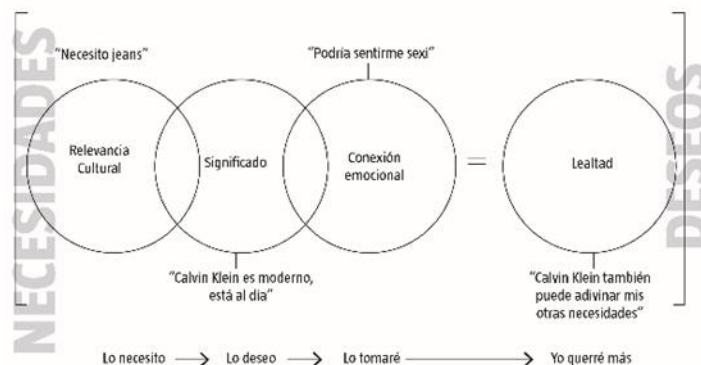 NECESIDADES
DESEOS
"Necesito jeans"
"Podría sentirme sexi"
Relevancia
Cultural
Significado
Conexión
emocional
=
Lealtad
"Calvin Klein es moderno,
está al dia"
"Calvin Klein también
puede adivinar mis
otras necesidades"
Lo necesito → Lo deseo → Lo tomaré → Yo querré más